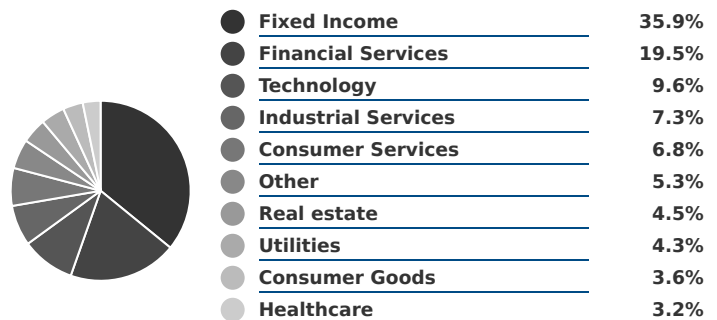 Fixed Income 35.9%
Financial Services 19.5%
Technology 9.6%
Industrial Services 7.3%
Consumer Services 6.8%
Other 5.3%
Real estate 4.5%
Utilities 4.3%
Consumer Goods 3.6%
Healthcare 3.2%